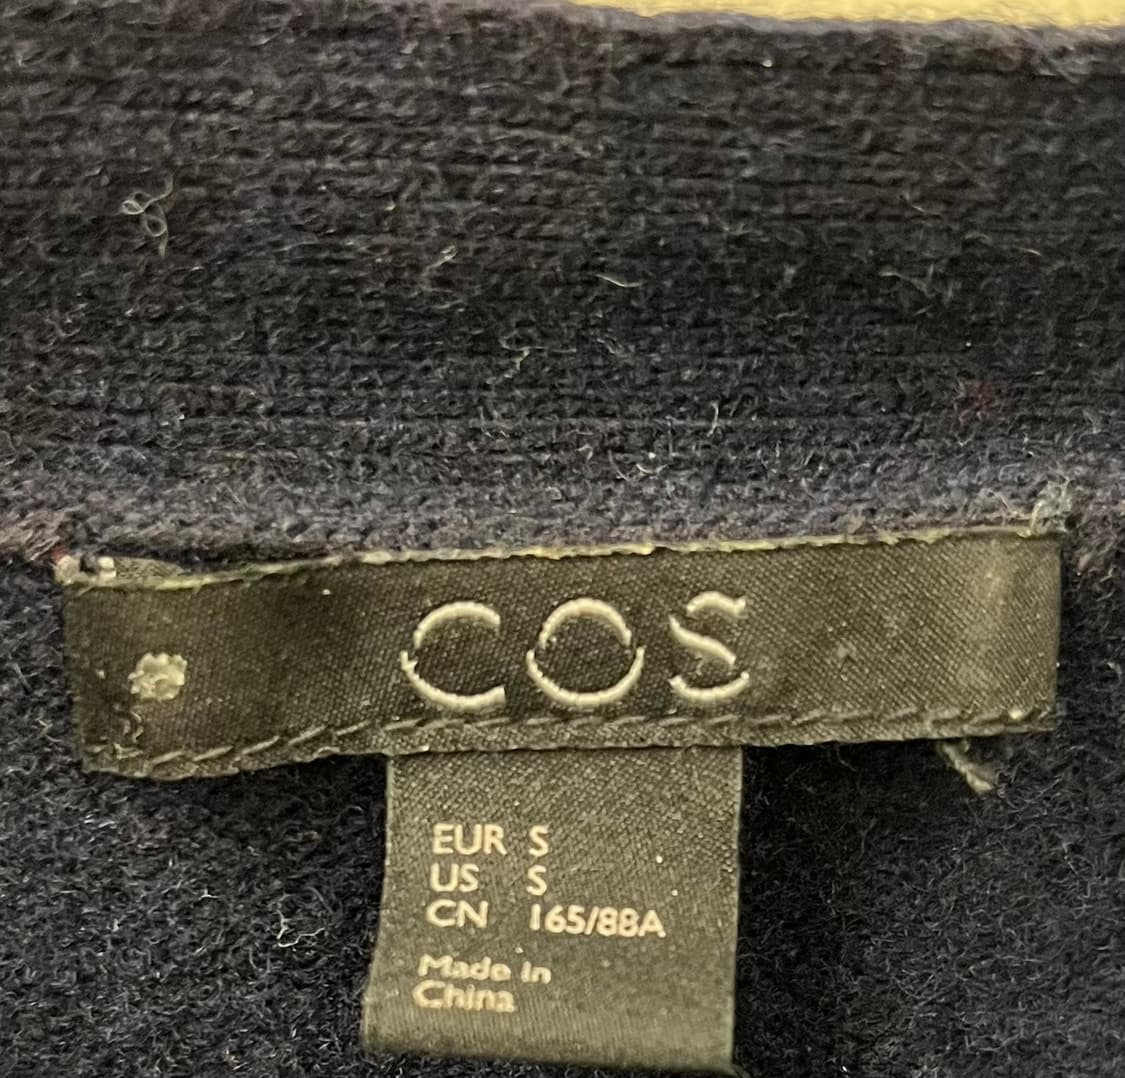 COS
EUR S
US S
CN 165/88A
Made in
China